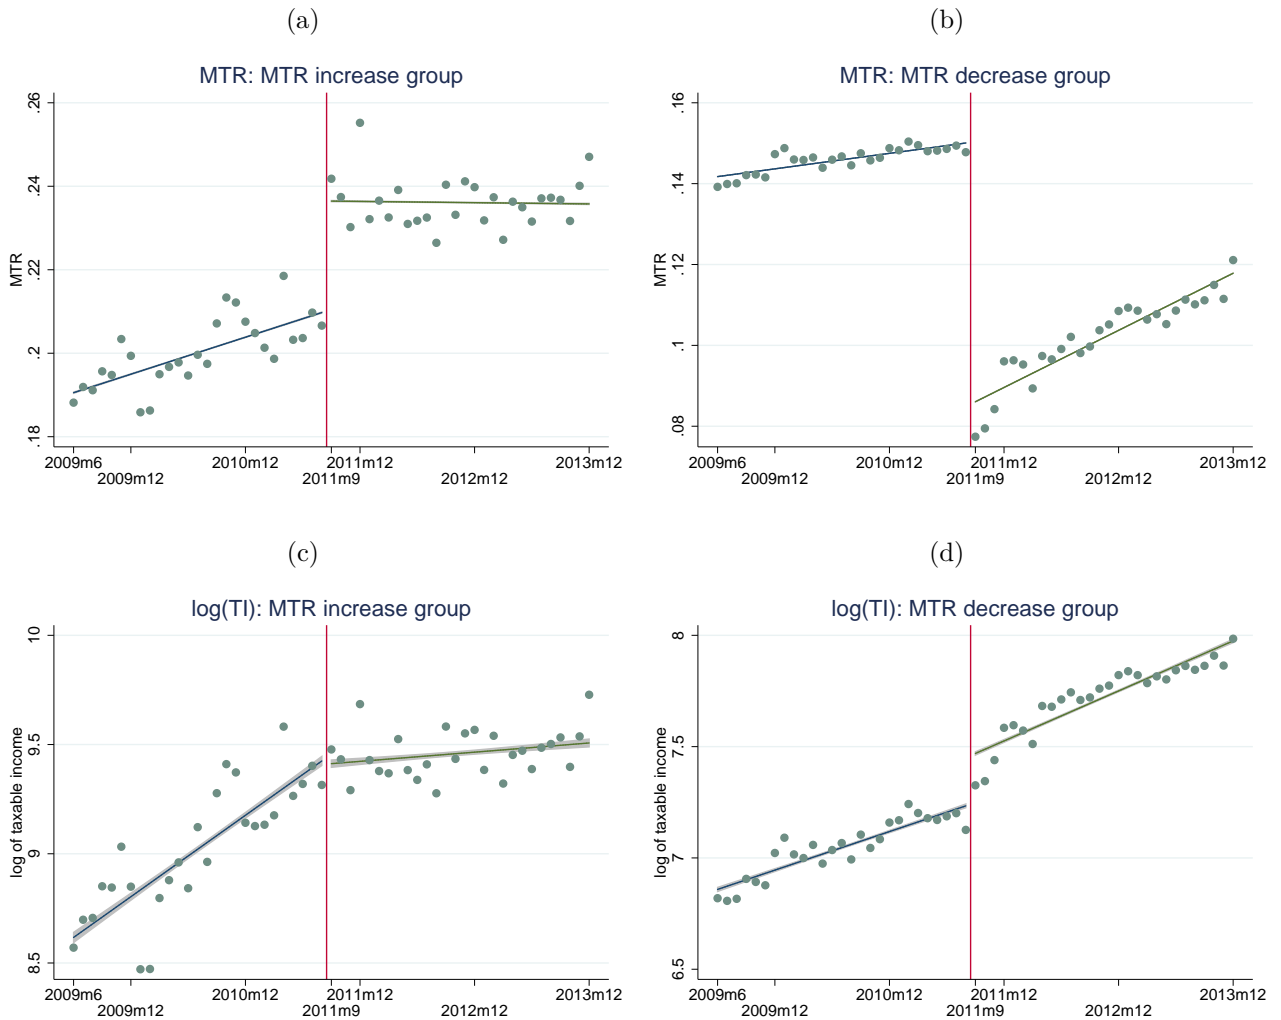 (a)
MTR: MTR increase group
.26
.24
.22
.2
.18
MTR
2009m6 2010m12 2011m12 2013m12
2009m12 2011m9 2012m12
(b)
MTR: MTR decrease group
.16
.14
.12
.1
.08
MTR
2009m6 2010m12 2011m12 2013m12
2009m12 2011m9 2012m12
(c)
log(TI): MTR increase group
10
9.5
9
8.5
log of taxable income
2009m6 2010m12 2011m12 2013m12
2009m12 2011m9 2012m12
(d)
log(TI): MTR decrease group
8
7.5
7
6.5
log of taxable income
2009m6 2010m12 2011m12 2013m12
2009m12 2011m9 2012m12